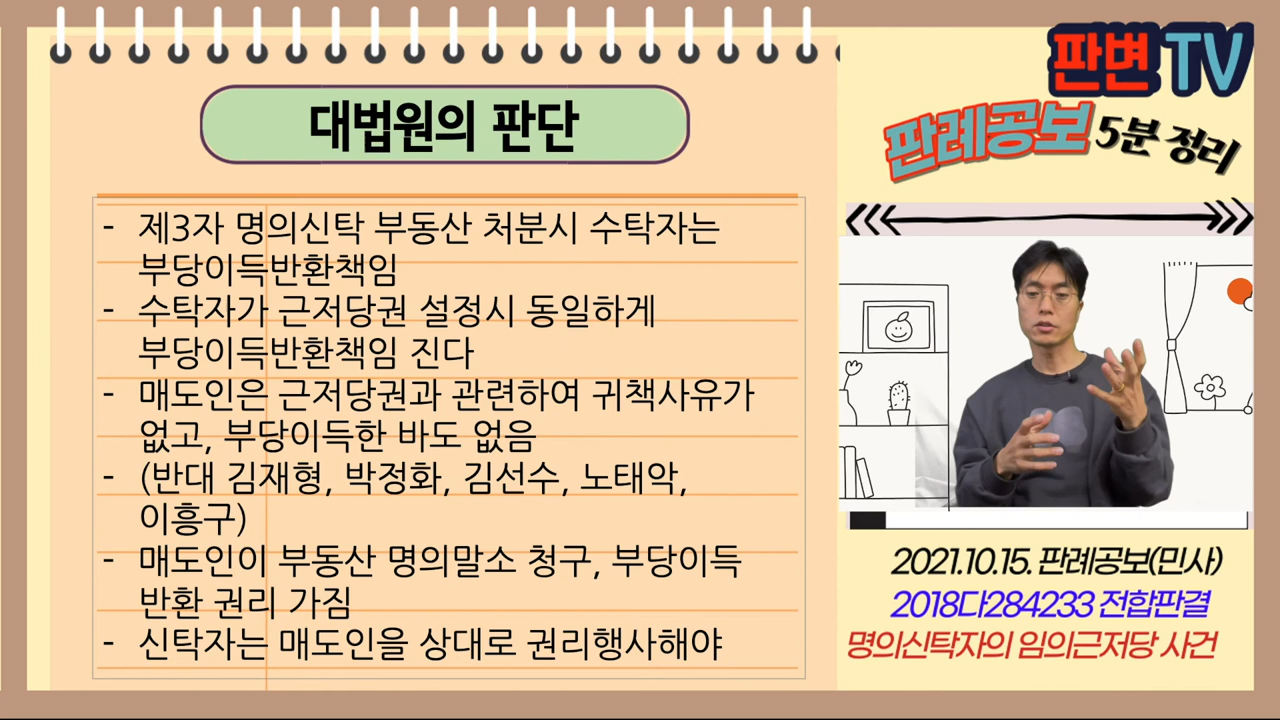 대법원의 판단
- 제3자 명의신탁 부동산 처분시 수탁자는
부당이득반환책임
- 수탁자가 근저당권 설정시 동일하게
부당이득반환책임 진다
- 매도인은 근저당권과 관련하여 귀책사유가
없고, 부당이득한 바도 없음
- (반대 김재형, 박정화, 김선수, 노태악,
이흥구)
- 매도인이 부동산 명의말소 청구, 부당이득
반환 권리 가짐
- 신탁자는 매도인을 상대로 권리행사해야
판변 TV
판례공보 5분 정리
2021.10.15. 판례공보(민사)
2018다284233 전합판결
명의신탁자의 임의근저당 사건